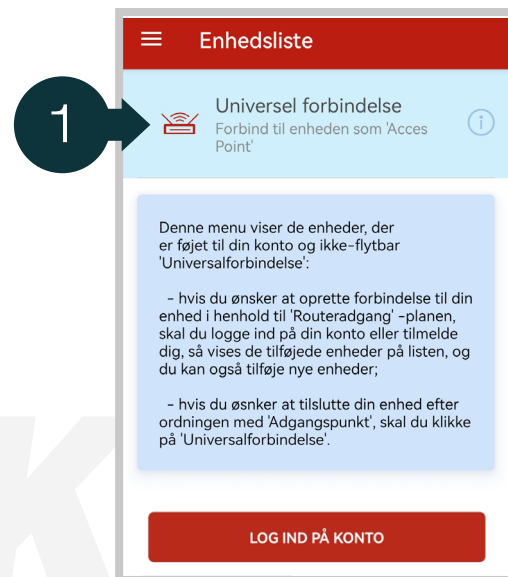 Enhedsliste
1
Universel forbindelse
Forbind til enheden som 'Acces
Point'
Denne menu viser de enheder, der
er føjet til din konto og ikke-flytbar
'Universalforbindelse':
- hvis du ønsker at oprette forbindelse til din
enhed i henhold til 'Routeradgang' -planen,
skal du logge ind på din konto eller tilmelde
dig, så vises de tilføjede enheder på listen, og
du kan også tilføje nye enheder;
- hvis du øsnker at tilslutte din enhed efter
ordningen med 'Adgangspunkt', skal du klikke
på 'Universalforbindelse'.
LOG IND PÅ KONTO
K